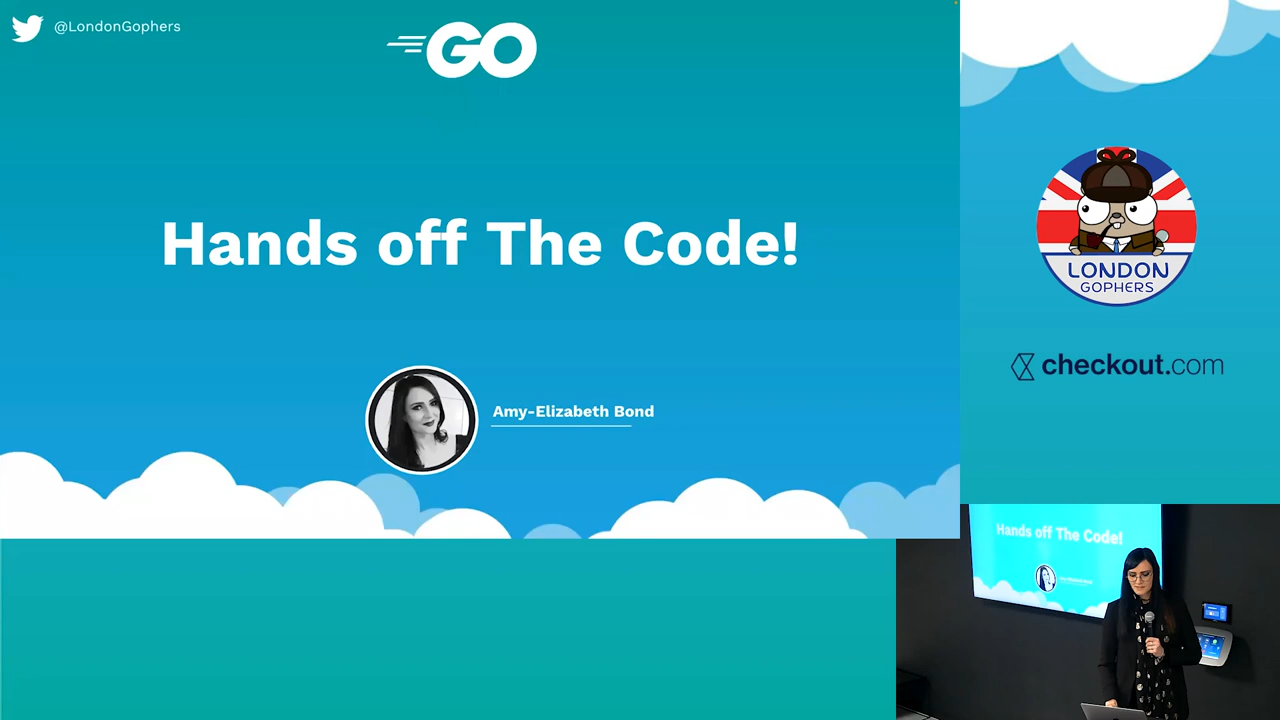 @LondonGophers
GO
Hands off The Code!
Amy-Elizabeth Bond
LONDON
GOPHERS
checkout.com
Hands off The Code!